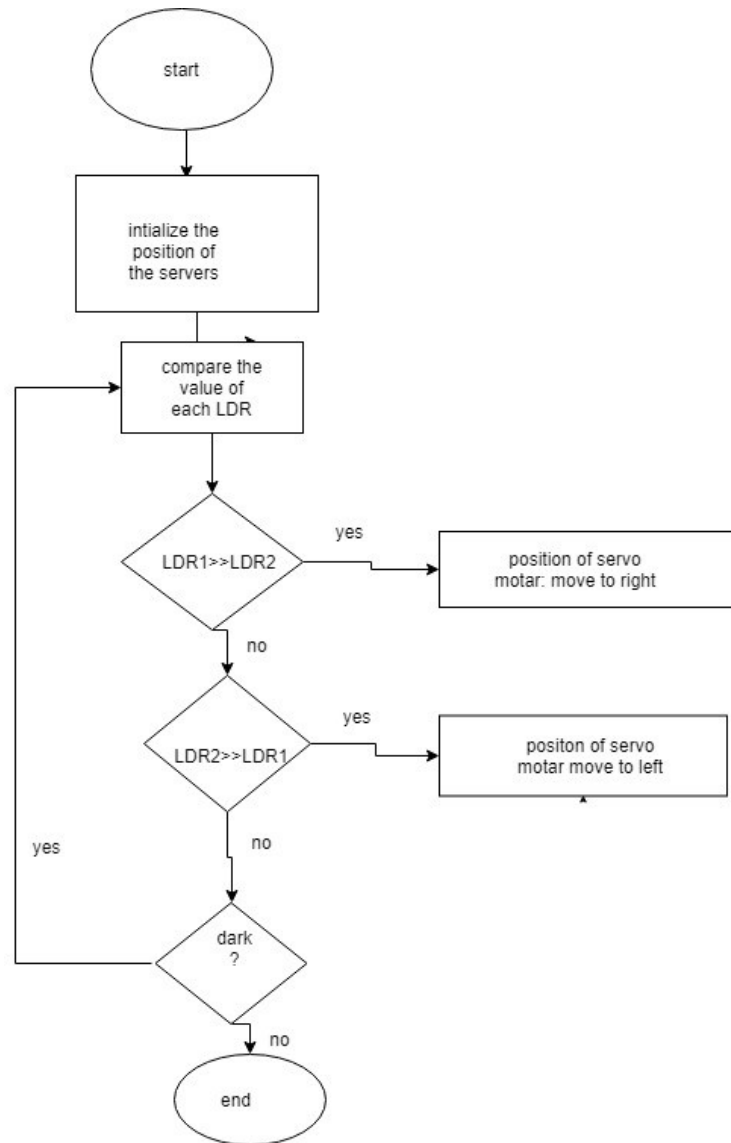 start
intialize the
position of
the servers
compare the
value of
each LDR
LDR1>>LDR2
yes
position of servo
motar: move to right
no
LDR2>>LDR1
yes
positon of servo
motar move to left
no
yes
dark
?
no
end